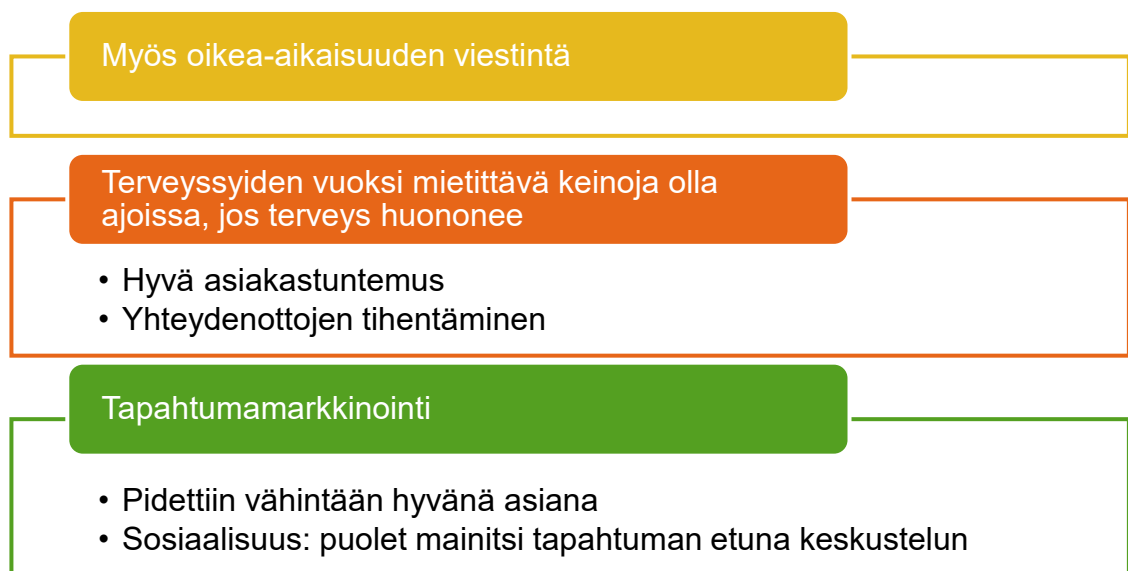 Myös oikea-aikaisuuden viestintä
Terveyssyiden vuoksi mietittävä keinoja olla
ajoissa, jos terveys huononee
• Hyvä asiakastuntemus
• Yhteydenottojen tihentäminen
Tapahtumamarkkinointi
• Pidettiin vähintään hyvänä asiana
• Sosiaalisuus: puolet mainitsi tapahtuman etuna keskustelun